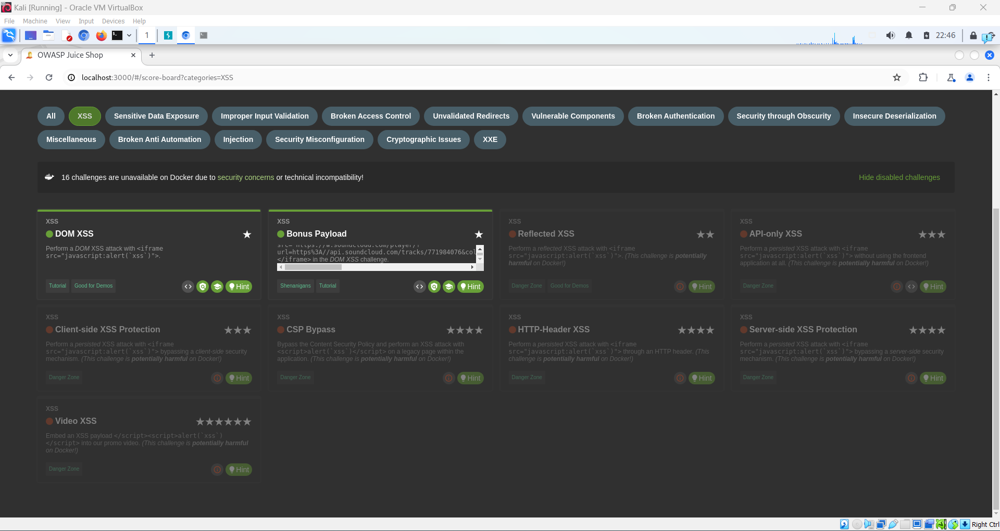 Kali [Running] - Oracle VM VirtualBox
File Machine View Input Devices Help
1
22:46
OWASP Juice Shop
localhost:3000/#/score-board?categories=XSS
All XSS Sensitive Data Exposure Improper Input Validation Broken Access Control Unvalidated Redirects Vulnerable Components Broken Authentication Security through Obscurity Insecure Deserialization
Miscellaneous Broken Anti Automation Injection Security Misconfiguration Cryptographic Issues XXE
16 challenges are unavailable on Docker due to security concerns or technical incompatibility!
Hide disabled challenges
XSS
DOM XSS
Perform a DOM XSS attack with <iframe
src="javascript:alert(`xss`)">.
Tutorial Good for Demos
Hint
XSS
Bonus Payload
src="https://w.soundcloud.com/player/?
url=https%3A//api.soundcloud.com/tracks/771984076&col
</iframe> in the DOM XSS challenge.
Shenanigans Tutorial
Hint
XSS
Reflected XSS
Perform a reflected XSS attack with <iframe
src="javascript:alert(`xss`)">. (This challenge is potentially
harmful on Docker!)
Danger Zone Good for Demos
Hint
XSS
API-only XSS
Perform a persisted XSS attack with <iframe
src="javascript:alert(`xss`)"> without using the frontend
application at all. (This challenge is potentially harmful on Docker!)
Danger Zone
Hint
XSS
Client-side XSS Protection
Perform a persisted XSS attack with <iframe
src="javascript:alert(`xss`)"> bypassing a client-side security
mechanism. (This challenge is potentially harmful on Docker!)
Danger Zone
Hint
XSS
CSP Bypass
Bypass the Content Security Policy and perform an XSS attack with
<script>alert(`xss`)</script> on a legacy page within the
application. (This challenge is potentially harmful on Docker!)
Danger Zone
Hint
XSS
HTTP-Header XSS
Perform a persisted XSS attack with <iframe
src="javascript:alert(`xss`)"> through an HTTP header. (This
challenge is potentially harmful on Docker!)
Danger Zone
Hint
XSS
Server-side XSS Protection
Perform a persisted XSS attack with <iframe
src="javascript:alert(`xss`)"> bypassing a server-side security
mechanism. (This challenge is potentially harmful on Docker!)
Danger Zone
Hint
XSS
Video XSS
Embed an XSS payload </script><script>alert(`xss`)
</script> into our promo video. (This challenge is potentially harmful
on Docker!)
Danger Zone
Hint
Right Ctrl